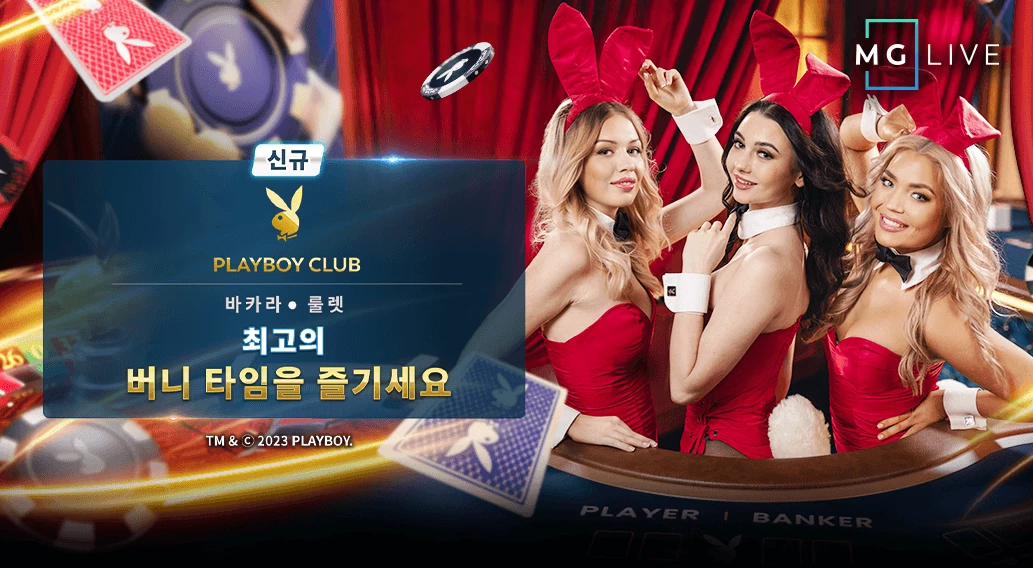 MG LIVE
신규
PLAYBOY CLUB
바카라 • 룰렛
최고의
버니 타임을 즐기세요
TM & © 2023 PLAYBOY.
PLAYER | BANKER